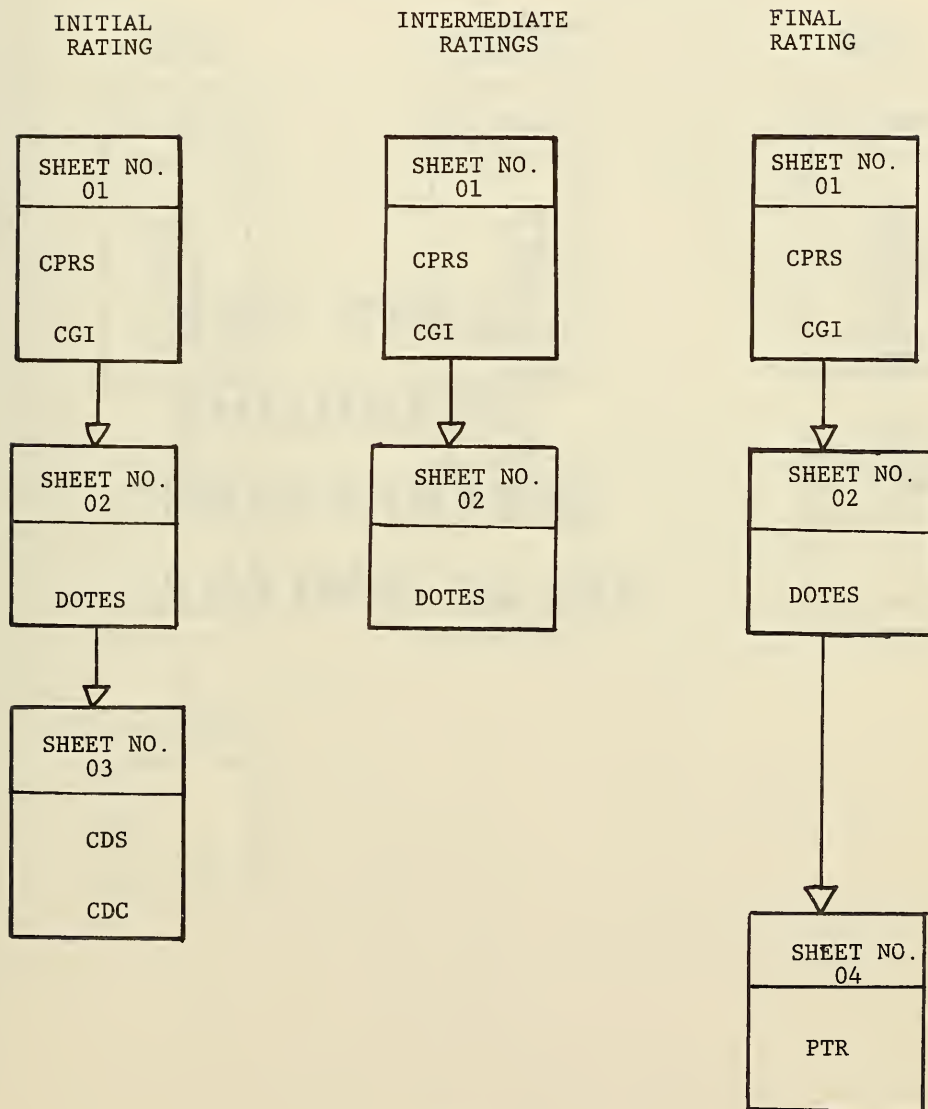 INITIAL
RATING
SHEET NO.
01
CPRS
CGI
SHEET NO.
02
DOTES
SHEET NO.
03
CDS
CDC
INTERMEDIATE
RATINGS
SHEET NO.
01
CPRS
CGI
SHEET NO.
02
DOTES
FINAL
RATING
SHEET NO.
01
CPRS
CGI
SHEET NO.
02
DOTES
SHEET NO.
04
PTR